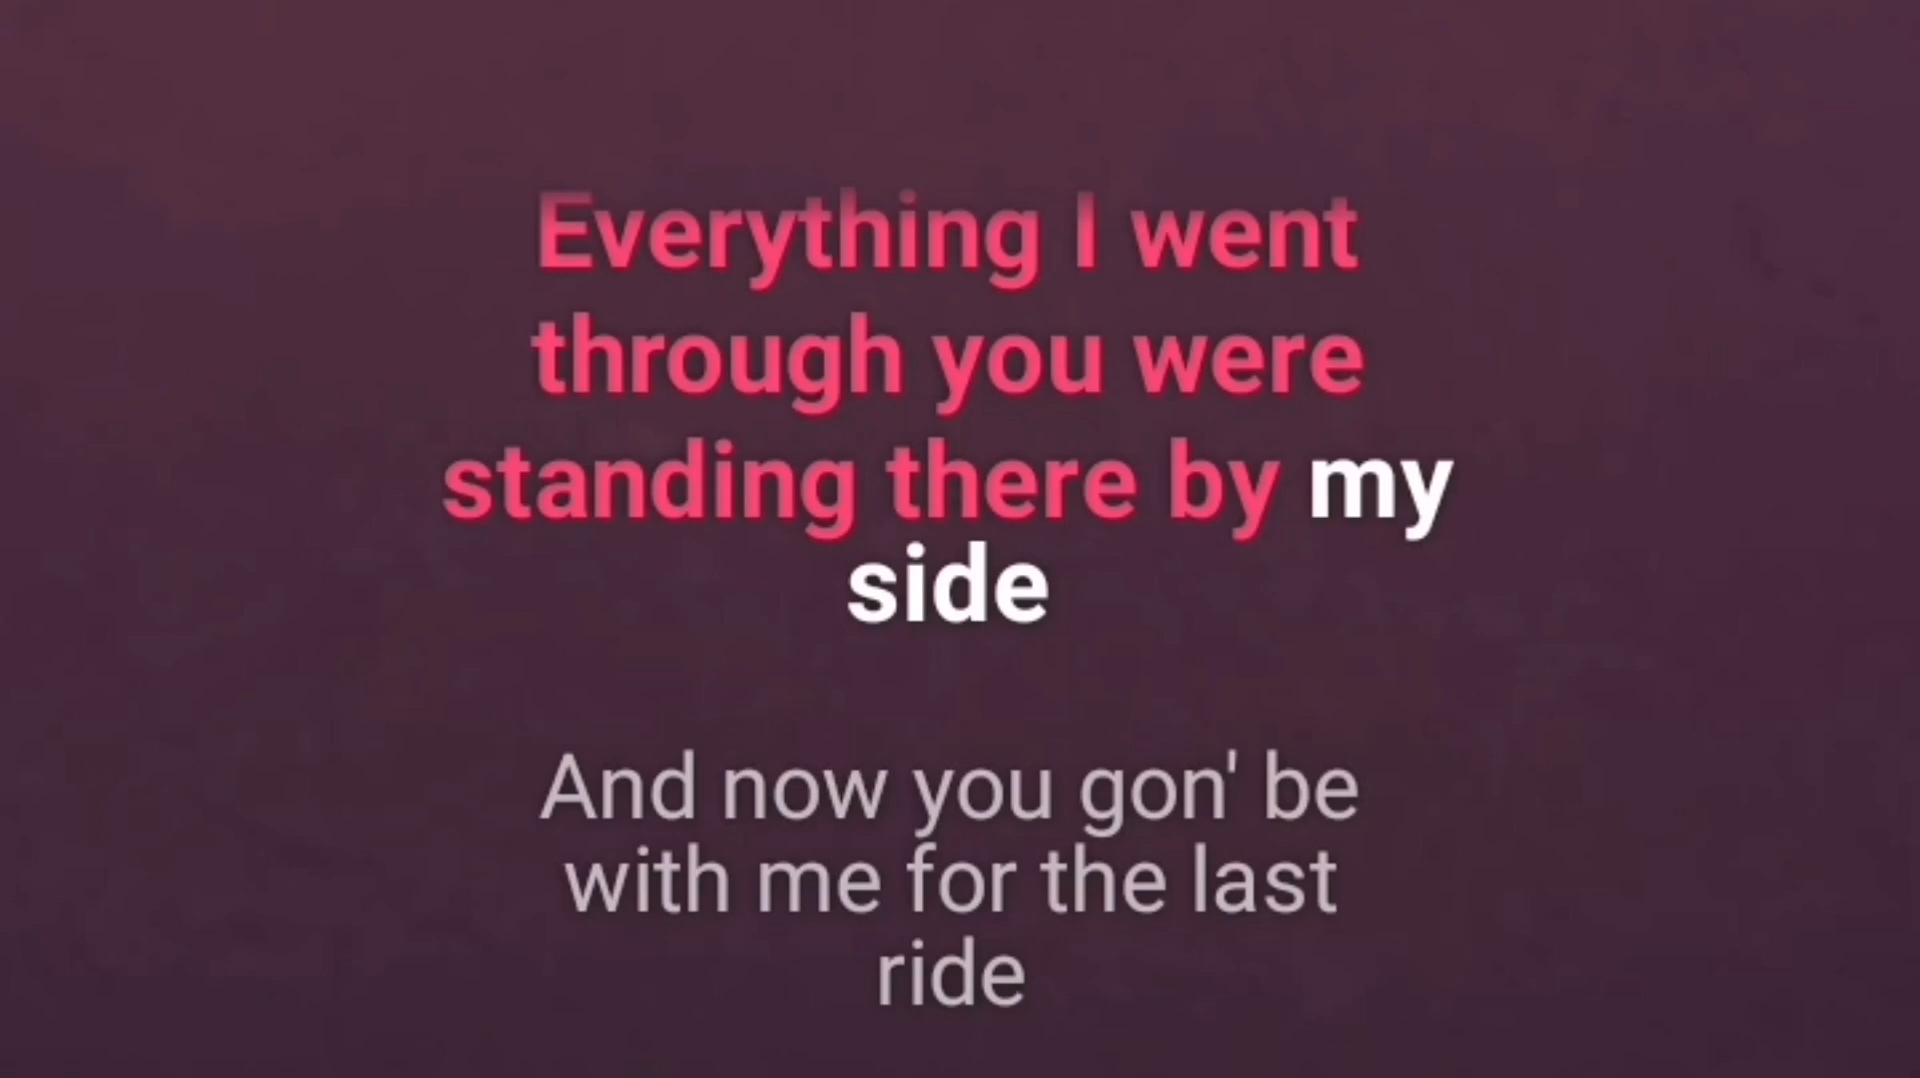 Everything I went
through you were
standing there by my
side
And now you gon' be
with me for the last
ride